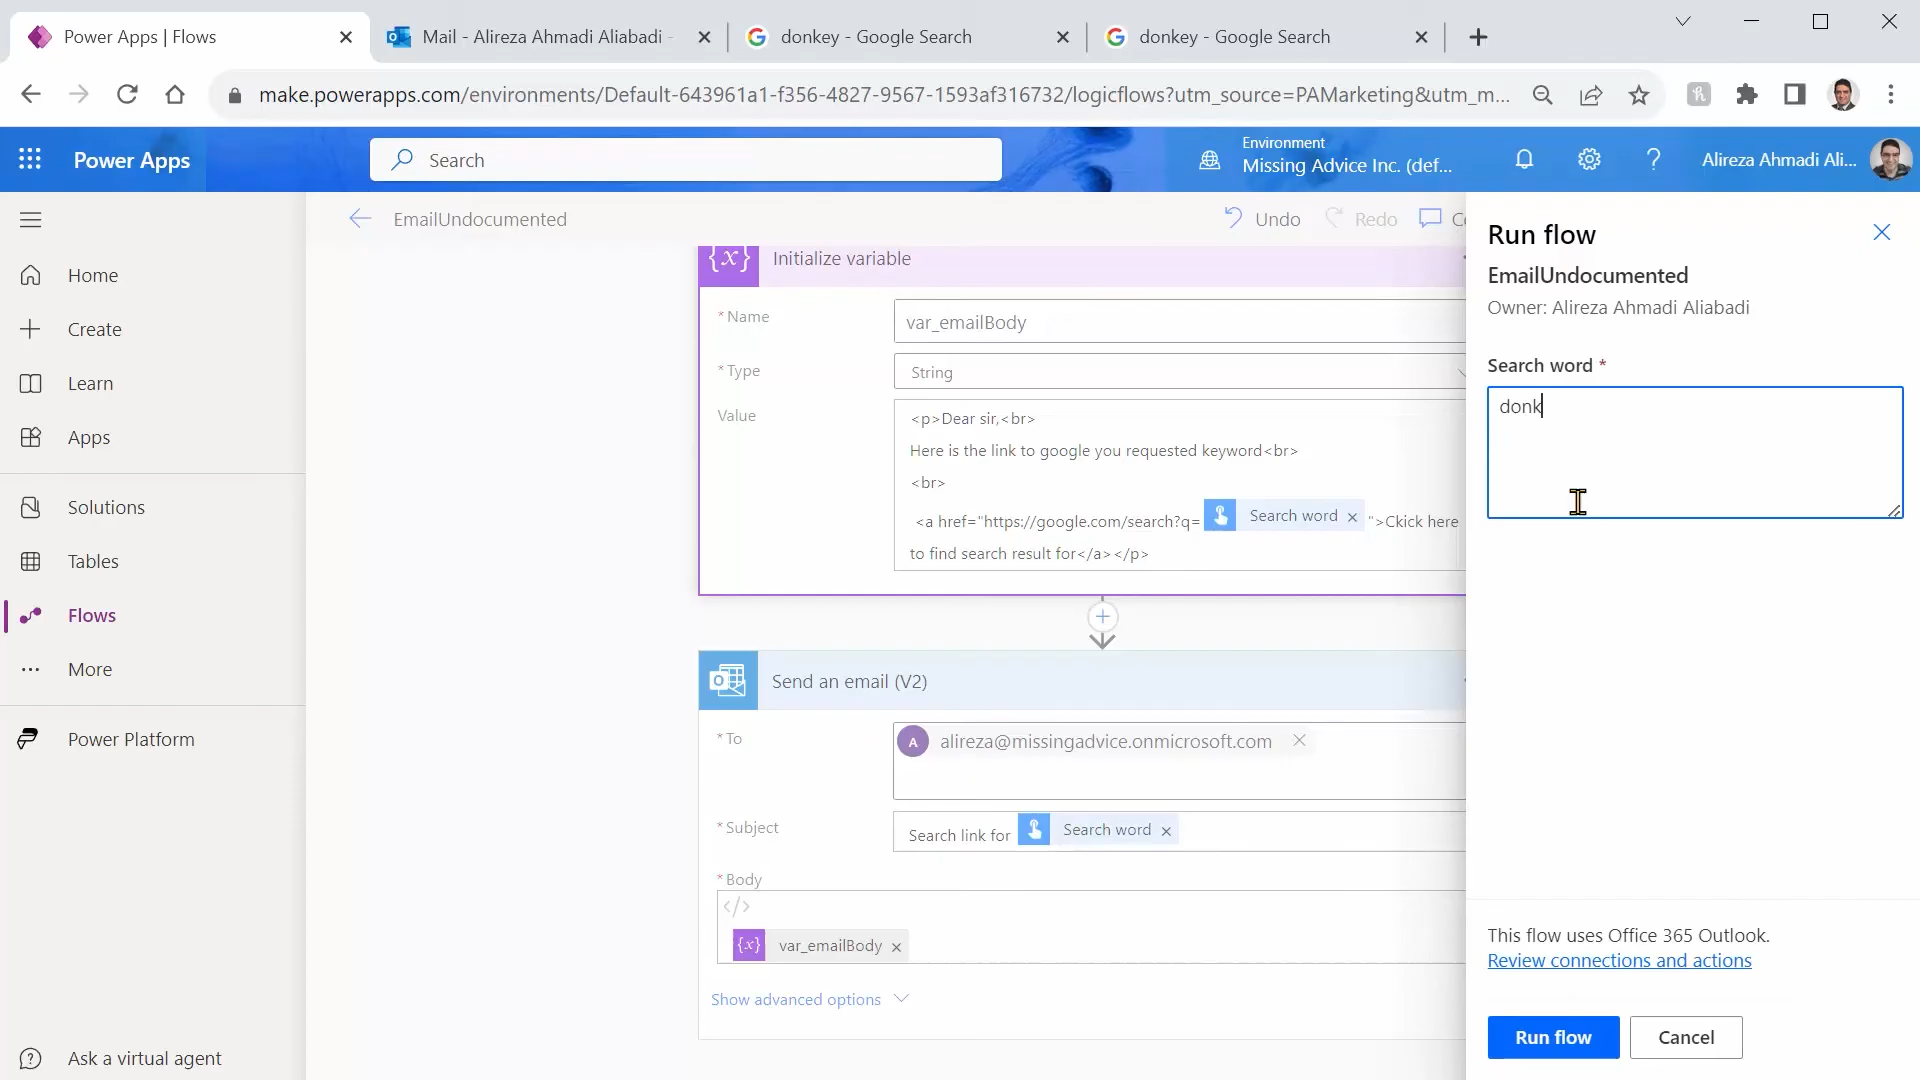 Power Apps | Flows
Mail - Alireza Ahmadi Aliabadi -
donkey - Google Search
donkey - Google Search
make.powerapps.com/environments/Default-643961a1-f356-4827-9567-1593af316732/logicflows?utm_source=PAMarketing&utm_m...
Power Apps
Search
Environment
Missing Advice Inc. (def...
Alireza Ahmadi Ali...
EmailUndocumented
Undo
Redo
Home
Create
Learn
Apps
Solutions
Tables
Flows
More
Power Platform
Ask a virtual agent
{x} Initialize variable
* Name
var_emailBody
* Type
String
Value
<p>Dear sir,<br>
Here is the link to google you requested keyword<br>
<br>
<a href="https://google.com/search?q= Search word × ">Ckick here
to find search result for</a></p>
Send an email (V2)
* To
A alireza@missingadvice.onmicrosoft.com
* Subject
Search link for Search word ×
* Body
</>
{x} var_emailBody ×
Show advanced options
Run flow
EmailUndocumented
Owner: Alireza Ahmadi Aliabadi
Search word *
donk
This flow uses Office 365 Outlook.
Review connections and actions
Run flow
Cancel